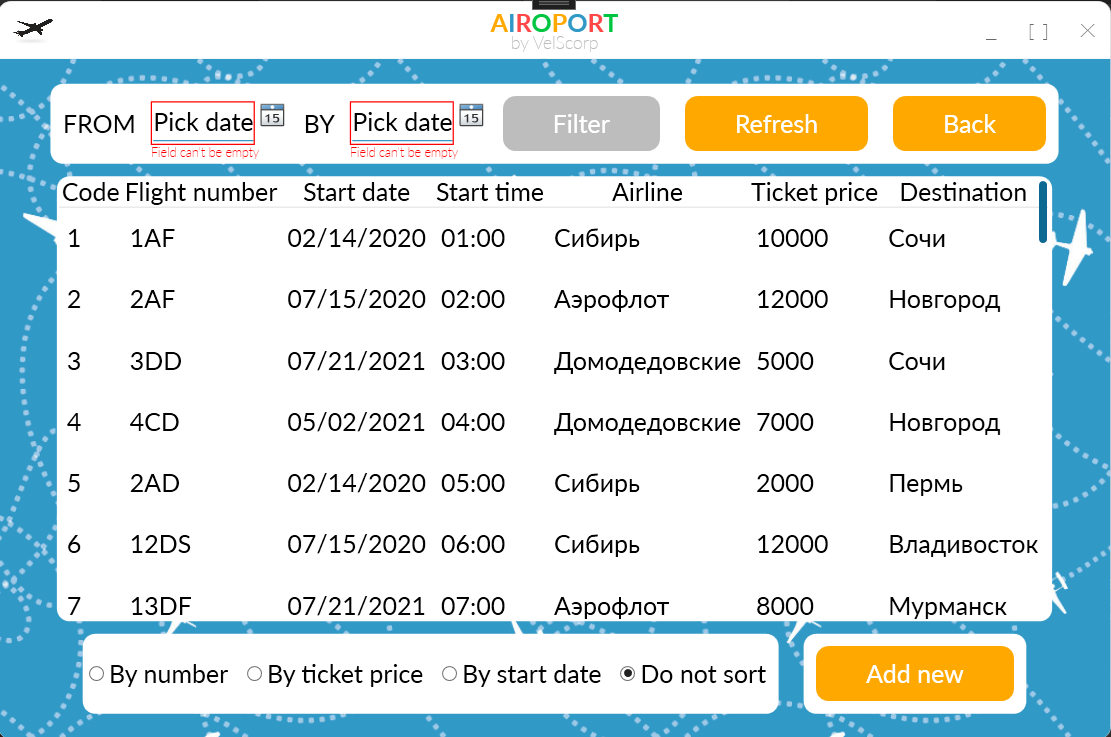 AIROPORT
by VelScorp
FROM Pick date 15 BY Pick date 15 Filter Refresh Back
Field can't be empty Field can't be empty
Code Flight number Start date Start time Airline Ticket price Destination
1 1AF 02/14/2020 01:00 Сибирь 10000 Сочи
2 2AF 07/15/2020 02:00 Аэрофлот 12000 Новгород
3 3DD 07/21/2021 03:00 Домодедовские 5000 Сочи
4 4CD 05/02/2021 04:00 Домодедовские 7000 Новгород
5 2AD 02/14/2020 05:00 Сибирь 2000 Пермь
6 12DS 07/15/2020 06:00 Сибирь 12000 Владивосток
7 13DF 07/21/2021 07:00 Аэрофлот 8000 Мурманск
By number By ticket price By start date Do not sort Add new